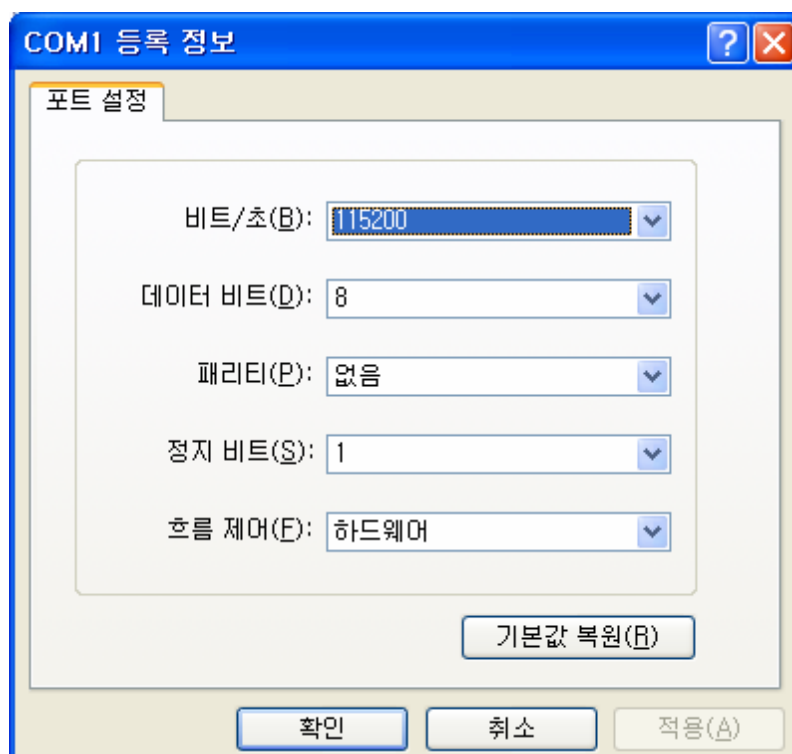 COM1 등록 정보
포트 설정
비트/초(B): 115200
데이터 비트(D): 8
패리티(P): 없음
정지 비트(S): 1
흐름 제어(F): 하드웨어
기본값 복원(R)
확인 취소 적용(A)